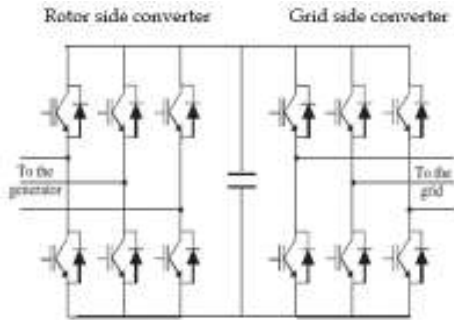 Rotor side converter
Grid side converter
To the
generator
To the
grid